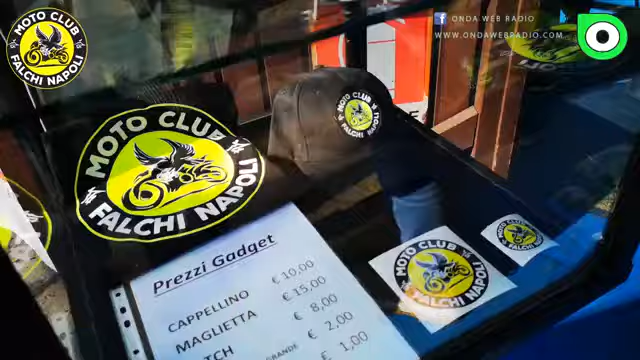 MOTO CLUB
FALCHI NAPOLI
ONDA WEB RADIO
WWW.ONDAWEBRADIO.COM
MOTO CLUB
FALCHI NAPOLI
MOTO CLUB
FALCHI NAPOLI
Prezzi Gadget
CAPPELLINO € 10,00
MAGLIETTA € 15,00
TCH GRANDE € 8,00
€ 2,00
€ 1,00
MOTO CLUB
FALCHI NAPOLI
MOTO CLUB
FALCHI NAPOLI